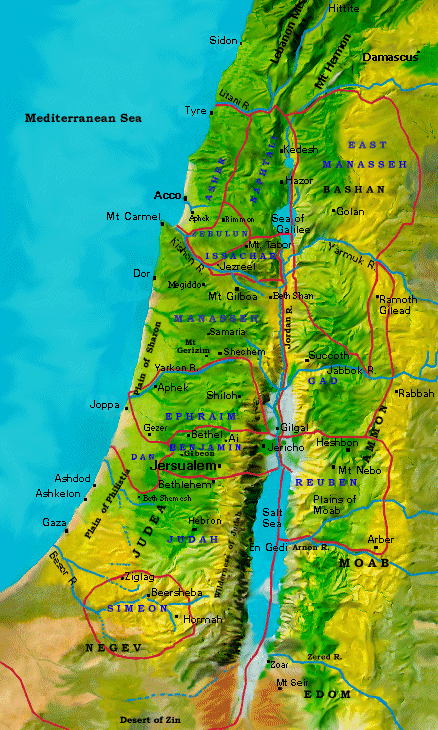 Hittite
Sidon
Lebanon Mts
Mt Hermon
Damascus
Litani R.
Tyre
Mediterranean Sea
EAST
MANASSEH
Kedesh
NAPHTALI
ASHER
Hazor
BASHAN
Acco
Golan
Aphek
Rimmon
Sea of
Galilee
Mt Carmel
ZEBULUN
Mt. Tabor
Kishon R.
ISSACHAR
Yarmuk R.
Jezreel
Dor
Megiddo
Mt Gilboa
Beth Shan
Ramoth
Gilead
MANASSEH
Jordan R.
Samaria
Plain of Sharon
Mt
Gerizim
Shechem
Succoth
Yarkon R.
Jabbok R.
GAD
Aphek
Shiloh
Rabbah
Joppa
EPHRAIM
AMMON
Gezer
Bethel
Ai
Gilgal
Heshbon
BENJAMIN
Jericho
DAN
Gibeon
Jersualem
Mt Nebo
Ashdod
Bethlehem
REUBEN
Ashkelon
Beth Shemesh
Plain of Philistia
Plains of
Moab
Salt
Sea
Gaza
Hebron
JUDEA
JUDAH
Wilderness of Judah
Arber
En Gedi
Arnon R.
MOAB
Besor R.
Ziglag
Beersheba
SIMEON
Hormah
NEGEV
Zered R.
Zoar
Mt Seir
EDOM
Desert of Zin